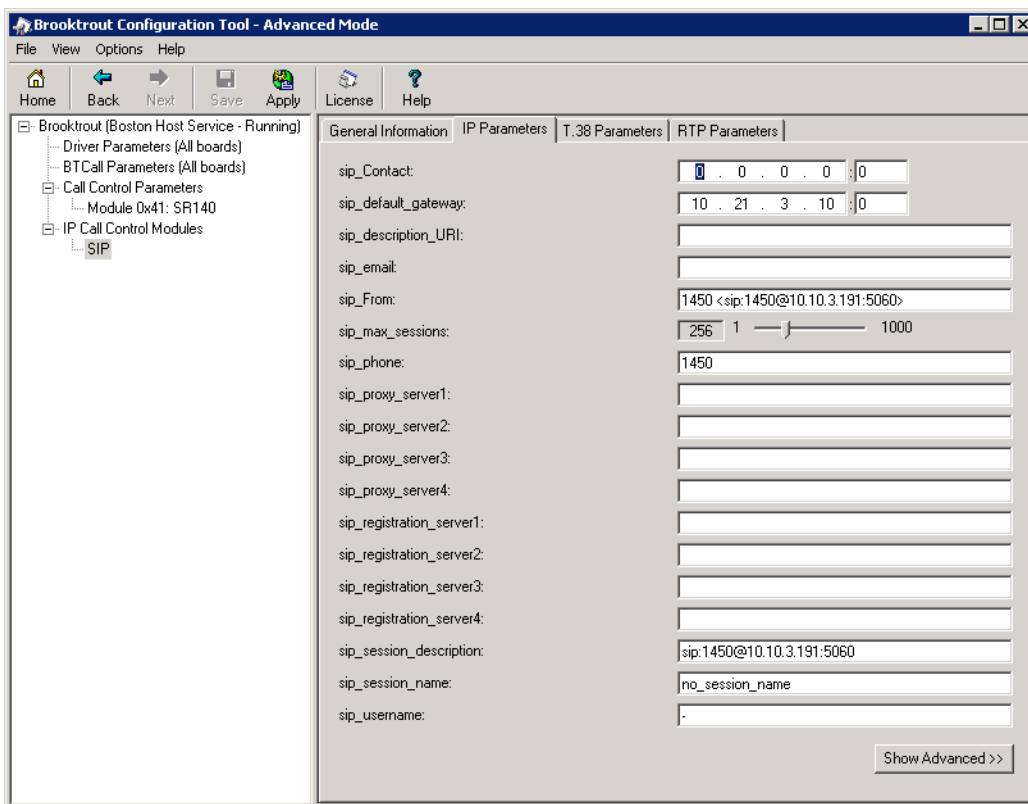 Brooktrout Configuration Tool - Advanced Mode
File View Options Help
Home Back Next Save Apply License Help
Brooktrout (Boston Host Service - Running)
Driver Parameters (All boards)
BTCall Parameters (All boards)
Call Control Parameters
Module 0x41: SR140
IP Call Control Modules
SIP
General Information IP Parameters T.38 Parameters RTP Parameters
sip_Contact: 0 . 0 . 0 . 0 :0
sip_default_gateway: 10 . 21 . 3 . 10 :0
sip_description_URI:
sip_email:
sip_From: 1450 <sip:1450@10.10.3.191:5060>
sip_max_sessions: 256 1 1000
sip_phone: 1450
sip_proxy_server1:
sip_proxy_server2:
sip_proxy_server3:
sip_proxy_server4:
sip_registration_server1:
sip_registration_server2:
sip_registration_server3:
sip_registration_server4:
sip_session_description: sip:1450@10.10.3.191:5060
sip_session_name: no_session_name
sip_username: -
Show Advanced >>